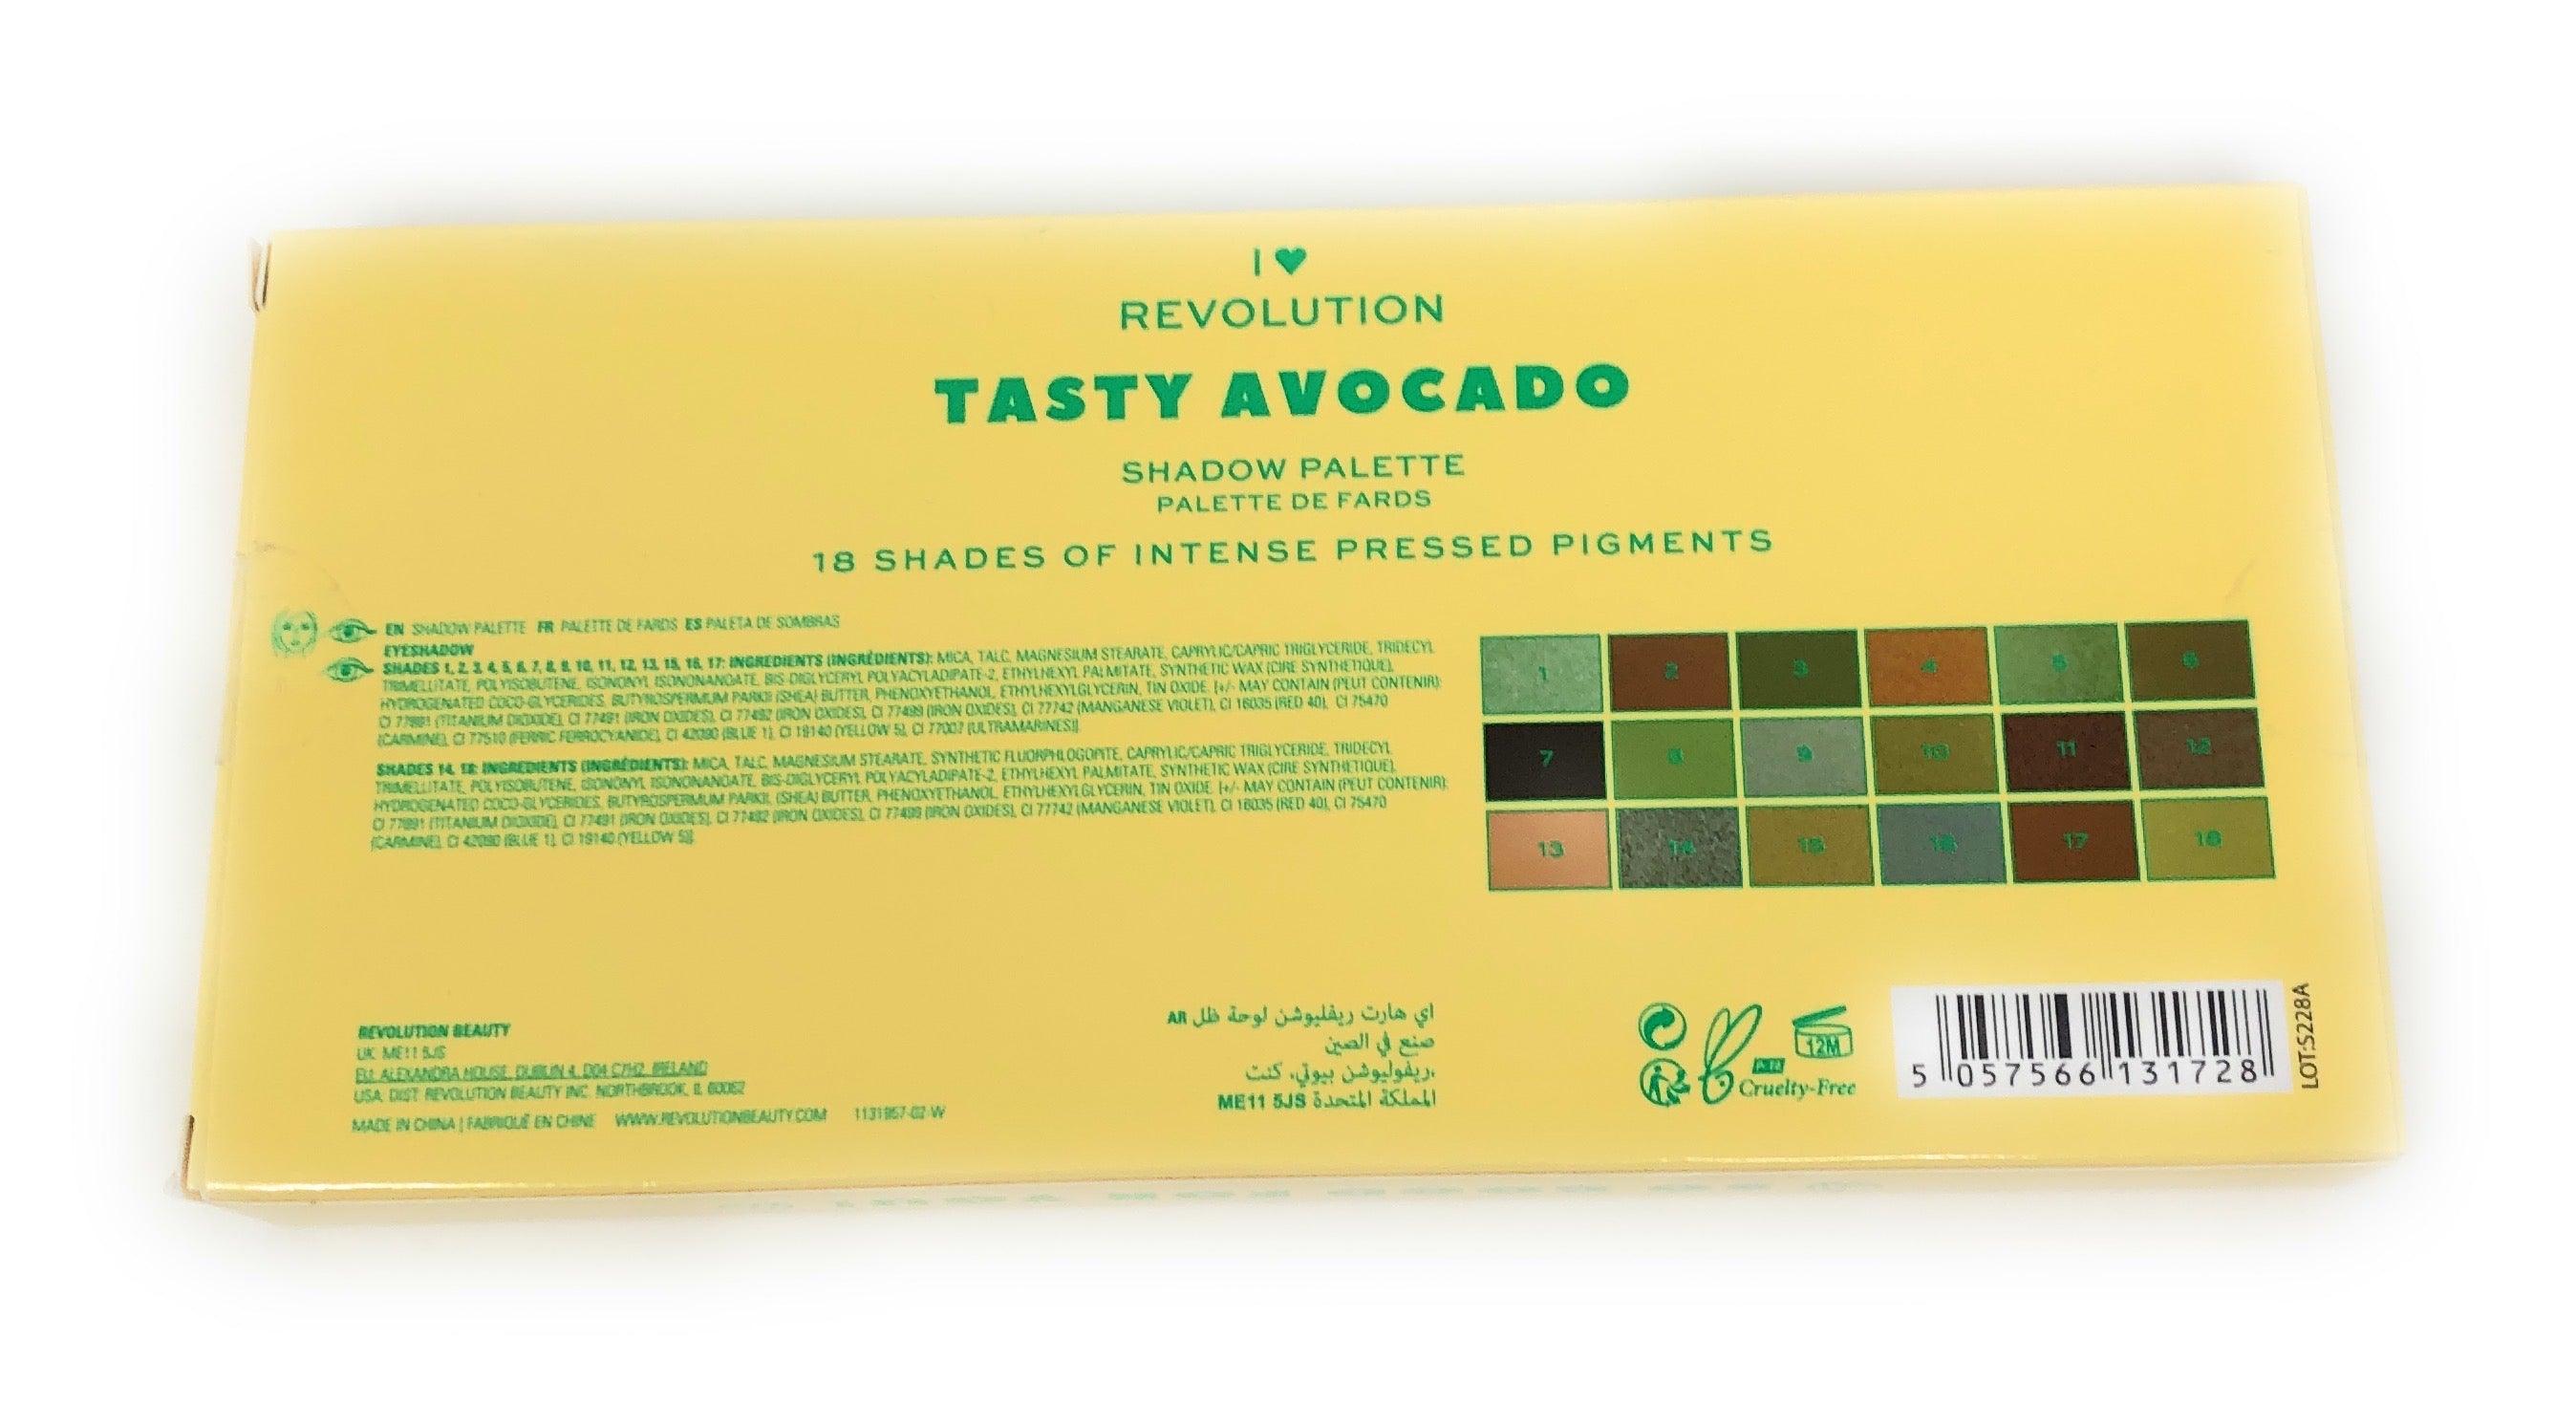 I ♥
REVOLUTION
TASTY AVOCADO
SHADOW PALETTE
PALETTE DE FARDS
18 SHADES OF INTENSE PRESSED PIGMENTS
EN SHADOW PALETTE FR PALETTE DE FARDS ES PALETA DE SOMBRAS
EYESHADOW
SHADES 1, 2, 3, 4, 5, 6, 7, 8, 9, 10, 11, 12, 13, 15, 16, 17: INGREDIENTS (INGRÉDIENTS): MICA, TALC, MAGNESIUM STEARATE, CAPRYLIC/CAPRIC TRIGLYCERIDE, TRIDECYL
TRIMELLITATE, POLYISOBUTENE, ISONONYL ISONONANOATE, BIS-DIGLYCERYL POLYACYLADIPATE-2, ETHYLHEXYL PALMITATE, SYNTHETIC WAX (CIRE SYNTHETIQUE),
HYDROGENATED COCO-GLYCERIDES, BUTYROSPERMUM PARKII (SHEA) BUTTER, PHENOXYETHANOL, ETHYLHEXYLGLYCERIN, TIN OXIDE. [+/- MAY CONTAIN (PEUT CONTENIR):
CI 77891 (TITANIUM DIOXIDE), CI 77491 (IRON OXIDES), CI 77492 (IRON OXIDES), CI 77499 (IRON OXIDES), CI 77742 (MANGANESE VIOLET), CI 16035 (RED 40), CI 75470
(CARMINE), CI 77510 (FERRIC FERROCYANIDE), CI 42090 (BLUE 1), CI 19140 (YELLOW 5), CI 77007 (ULTRAMARINES)]
SHADES 14, 18: INGREDIENTS (INGRÉDIENTS): MICA, TALC, MAGNESIUM STEARATE, SYNTHETIC FLUORPHLOGOPITE, CAPRYLIC/CAPRIC TRIGLYCERIDE, TRIDECYL
TRIMELLITATE, POLYISOBUTENE, ISONONYL ISONONANOATE, BIS-DIGLYCERYL POLYACYLADIPATE-2, ETHYLHEXYL PALMITATE, SYNTHETIC WAX (CIRE SYNTHETIQUE),
HYDROGENATED COCO-GLYCERIDES, BUTYROSPERMUM PARKII, (SHEA) BUTTER, PHENOXYETHANOL, ETHYLHEXYLGLYCERIN, TIN OXIDE. [+/- MAY CONTAIN (PEUT CONTENIR):
CI 77891 (TITANIUM DIOXIDE), CI 77491 (IRON OXIDES), CI 77492 (IRON OXIDES), CI 77499 (IRON OXIDES), CI 77742 (MANGANESE VIOLET), CI 16035 (RED 40), CI 75470
(CARMINE), CI 42090 (BLUE 1), CI 19140 (YELLOW 5)]
1 2 3 4 5 6
7 8 9 10 11 12
13 14 15 16 17 18
REVOLUTION BEAUTY
UK: ME11 5JS
EU: ALEXANDRA HOUSE, DUBLIN 4, D04 C7H2, IRELAND
USA: DIST. REVOLUTION BEAUTY INC. NORTHBROOK, IL 60062
MADE IN CHINA | FABRIQUÉ EN CHINE WWW.REVOLUTIONBEAUTY.COM 1131957-02-W
AR اي هارت ريفليوشن لوحة ظل
صنع في الصين
ريفوليوشن بيوتي، كنت،
المملكة المتحدة ME11 5JS
Cruelty-Free
12M
5 057566 131728
LOT:S228A